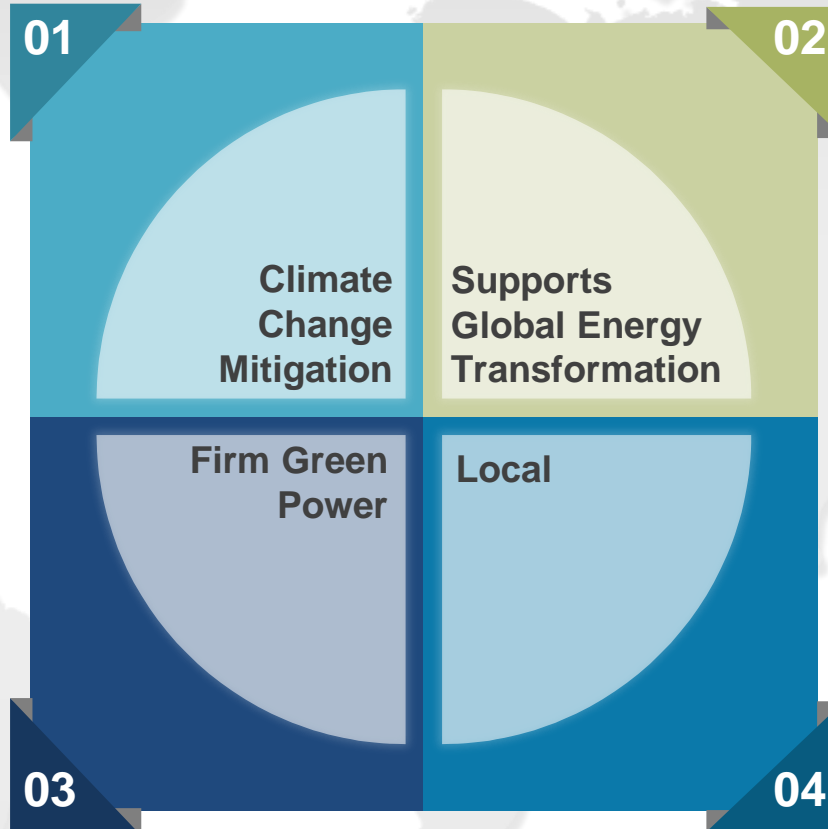 01
02
Climate
Change
Mitigation
Supports
Global Energy
Transformation
Firm Green
Power
Local
03
04